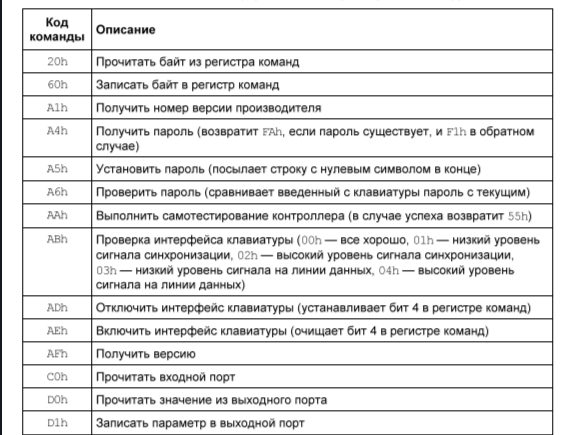 Код
команды
Описание
20h
Прочитать байт из регистра команд
60h
Записать байт в регистр команд
A1h
Получить номер версии производителя
A4h
Получить пароль (возвратит FAh, если пароль существует, и F1h в обратном
случае)
A5h
Установить пароль (посылает строку с нулевым символом в конце)
A6h
Проверить пароль (сравнивает введенный с клавиатуры пароль с текущим)
AAh
Выполнить самотестирование контроллера (в случае успеха возвратит 55h)
ABh
Проверка интерфейса клавиатуры (00h — все хорошо, 01h — низкий уровень
сигнала синхронизации, 02h — высокий уровень сигнала синхронизации,
03h — низкий уровень сигнала на линии данных, 04h — высокий уровень
сигнала на линии данных)
ADh
Отключить интерфейс клавиатуры (устанавливает бит 4 в регистре команд)
AEh
Включить интерфейс клавиатуры (очищает бит 4 в регистре команд)
AFh
Получить версию
C0h
Прочитать входной порт
D0h
Прочитать значение из выходного порта
D1h
Записать параметр в выходной порт